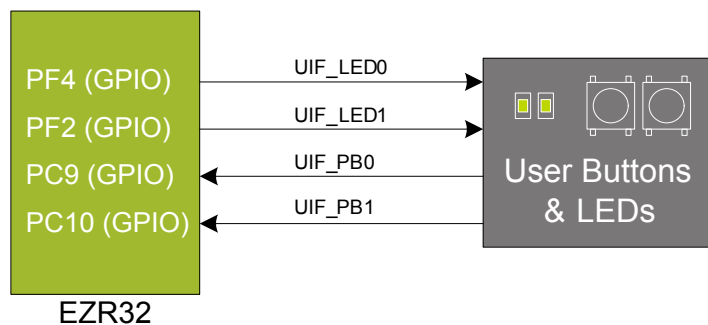 PF4 (GPIO)
UIF_LED0
PF2 (GPIO)
UIF_LED1
PC9 (GPIO)
UIF_PB0
PC10 (GPIO)
UIF_PB1
User Buttons
& LEDs
EZR32